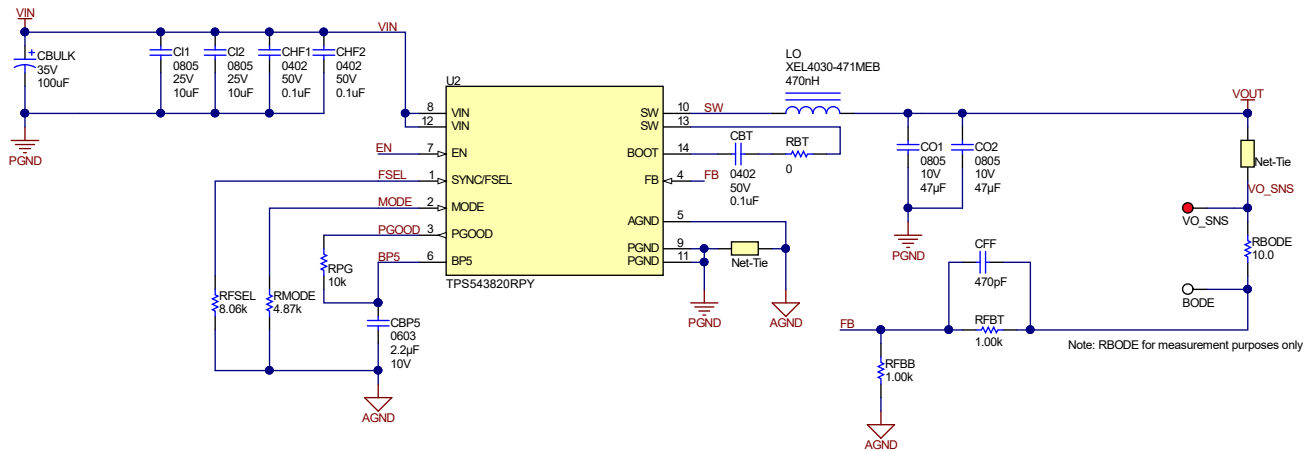 VIN
VIN
+
CBULK
35V
100uF
CI1
0805
25V
10uF
CI2
0805
25V
10uF
CHF1
0402
50V
0.1uF
CHF2
0402
50V
0.1uF
PGND
U2
8
VIN
12
VIN
EN
7
EN
FSEL
1
SYNC/FSEL
MODE
2
MODE
PGOOD
3
PGOOD
BP5
6
BP5
SW
10
SW
SW
13
BOOT
14
FB
4
FB
AGND
5
PGND
9
PGND
11
TPS543820RPY
RPG
10k
RFSEL
8.06k
RMODE
4.87k
CBP5
0603
2.2µF
10V
AGND
LO
XEL4030-471MEB
470nH
CBT
0402
50V
0.1uF
RBT
0
Net-Tie
PGND
AGND
CO1
0805
10V
47µF
CO2
0805
10V
47µF
PGND
VOUT
Net-Tie
VO_SNS
VO_SNS
RBODE
10.0
BODE
CFF
470pF
FB
RFBT
1.00k
RFBB
1.00k
AGND
Note: RBODE for measurement purposes only